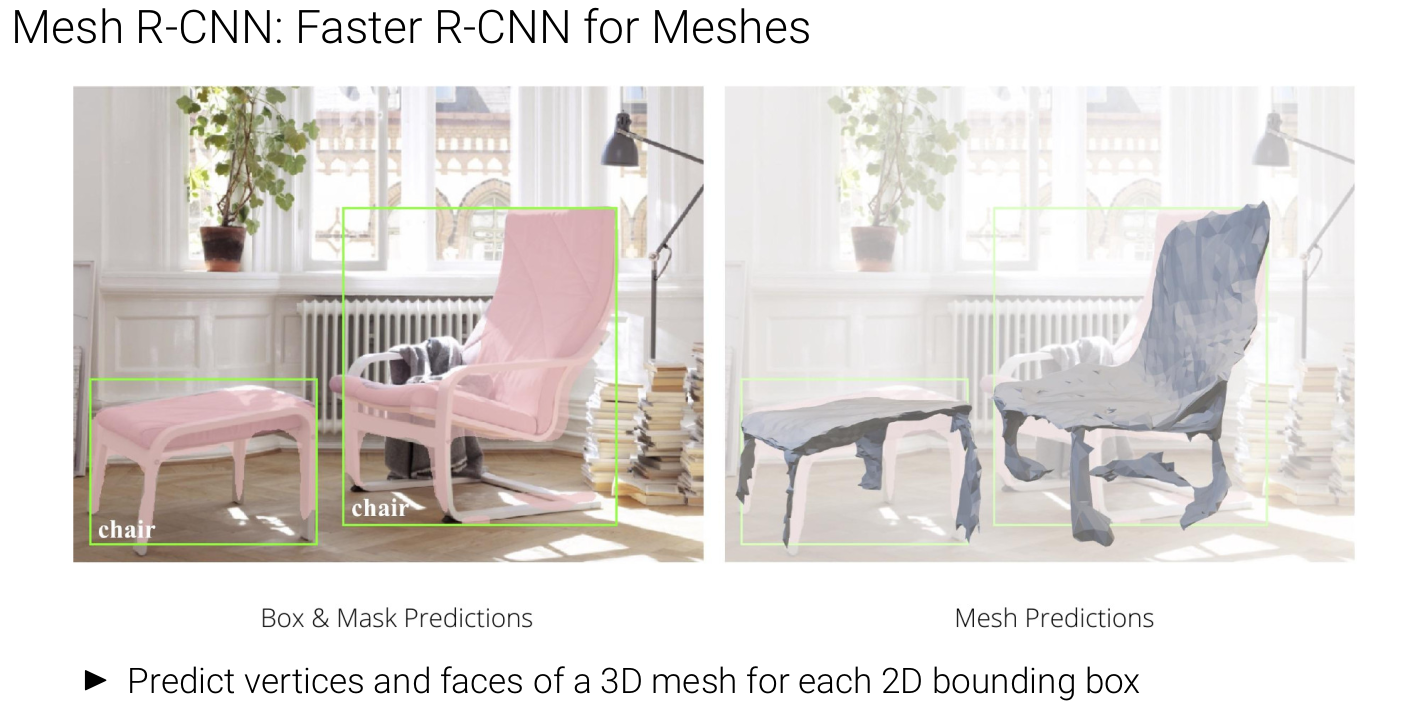 Mesh R-CNN: Faster R-CNN for Meshes
chair
chair
Box & Mask Predictions
Mesh Predictions
► Predict vertices and faces of a 3D mesh for each 2D bounding box